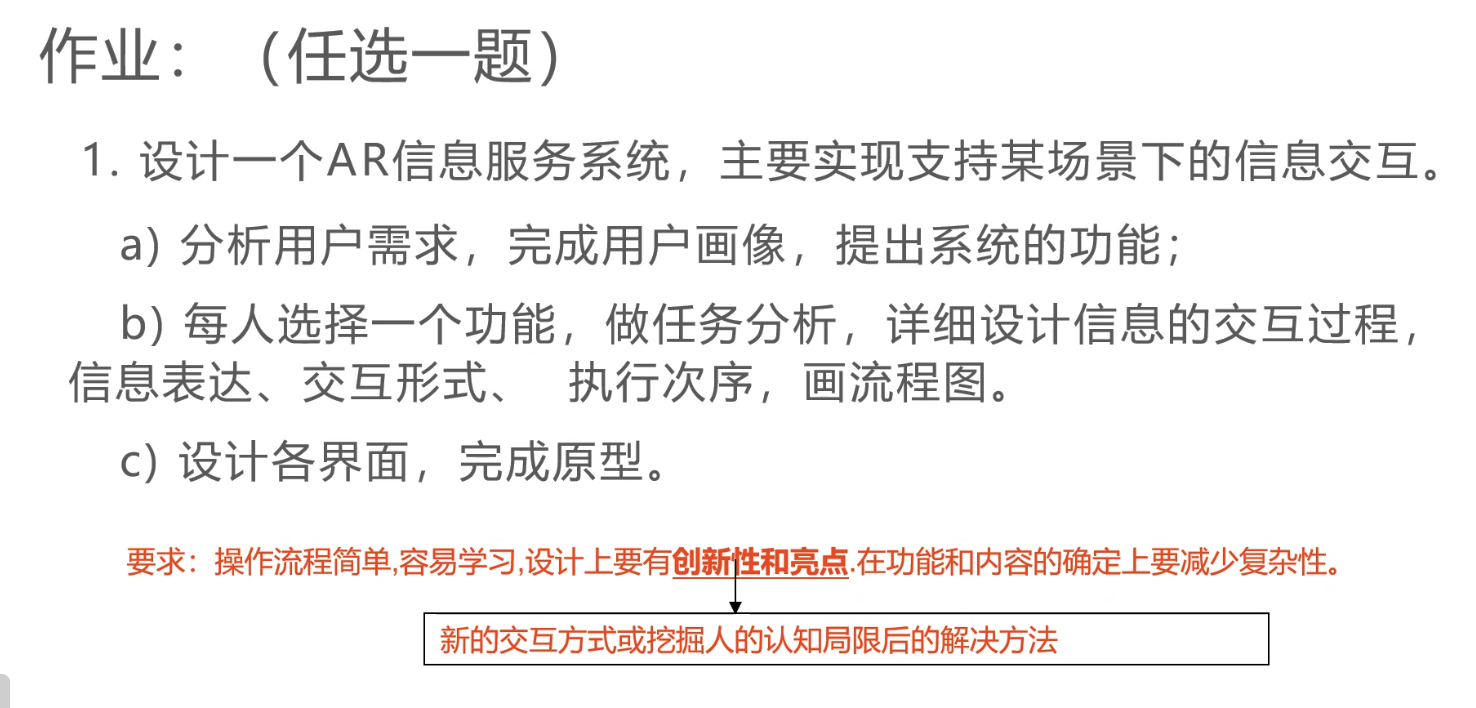 作业：（任选一题）
1. 设计一个AR信息服务系统，主要实现支持某场景下的信息交互。
a) 分析用户需求，完成用户画像，提出系统的功能；
b) 每人选择一个功能，做任务分析，详细设计信息的交互过程，
信息表达、交互形式、 执行次序，画流程图。
c) 设计各界面，完成原型。
要求：操作流程简单,容易学习,设计上要有创新性和亮点.在功能和内容的确定上要减少复杂性。
新的交互方式或挖掘人的认知局限后的解决方法